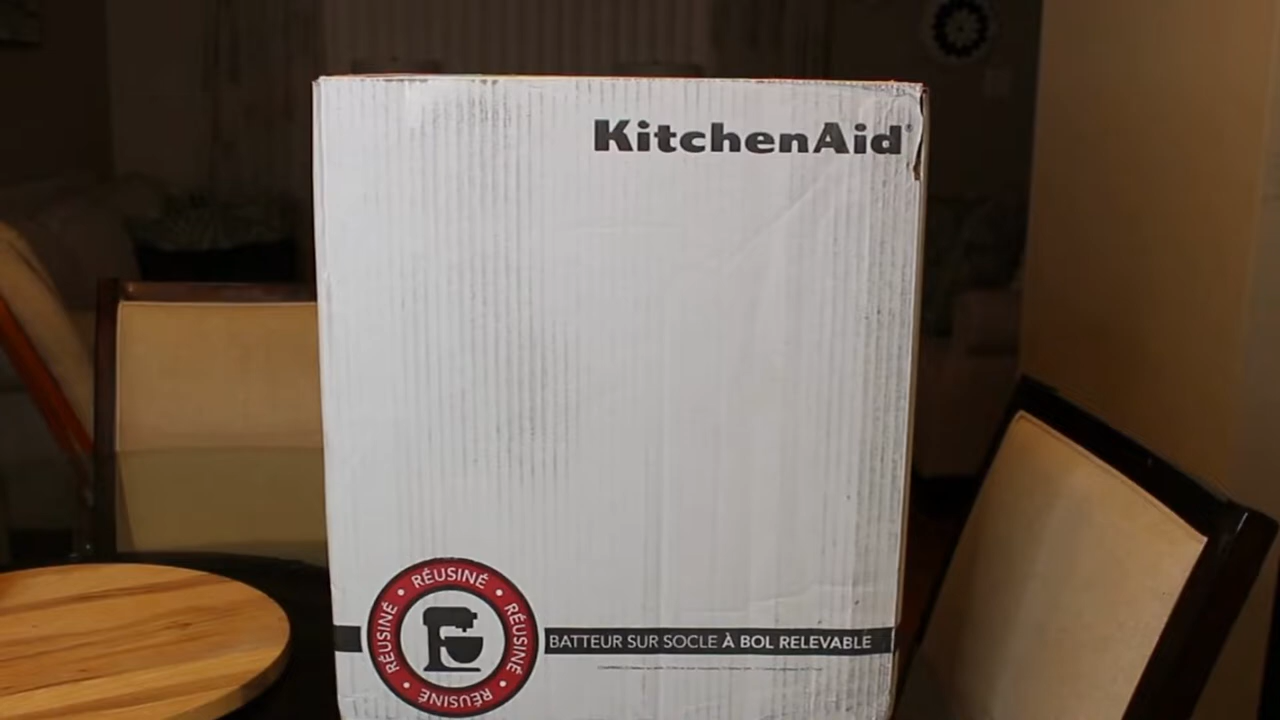 KitchenAid®
RÉUSINÉ • RÉUSINÉ • RÉUSINÉ • RÉUSINÉ •
BATTEUR SUR SOCLE À BOL RELEVABLE